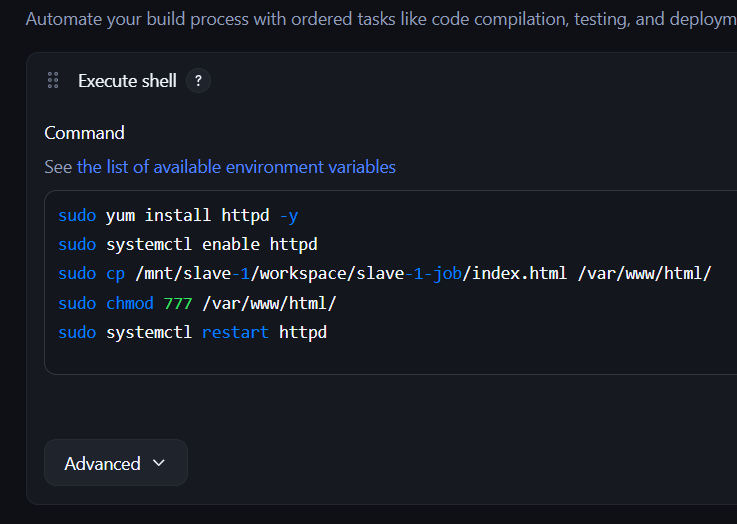 Automate your build process with ordered tasks like code compilation, testing, and deploym
Execute shell ?
Command
See the list of available environment variables
sudo yum install httpd -y
sudo systemctl enable httpd
sudo cp /mnt/slave-1/workspace/slave-1-job/index.html /var/www/html/
sudo chmod 777 /var/www/html/
sudo systemctl restart httpd
Advanced